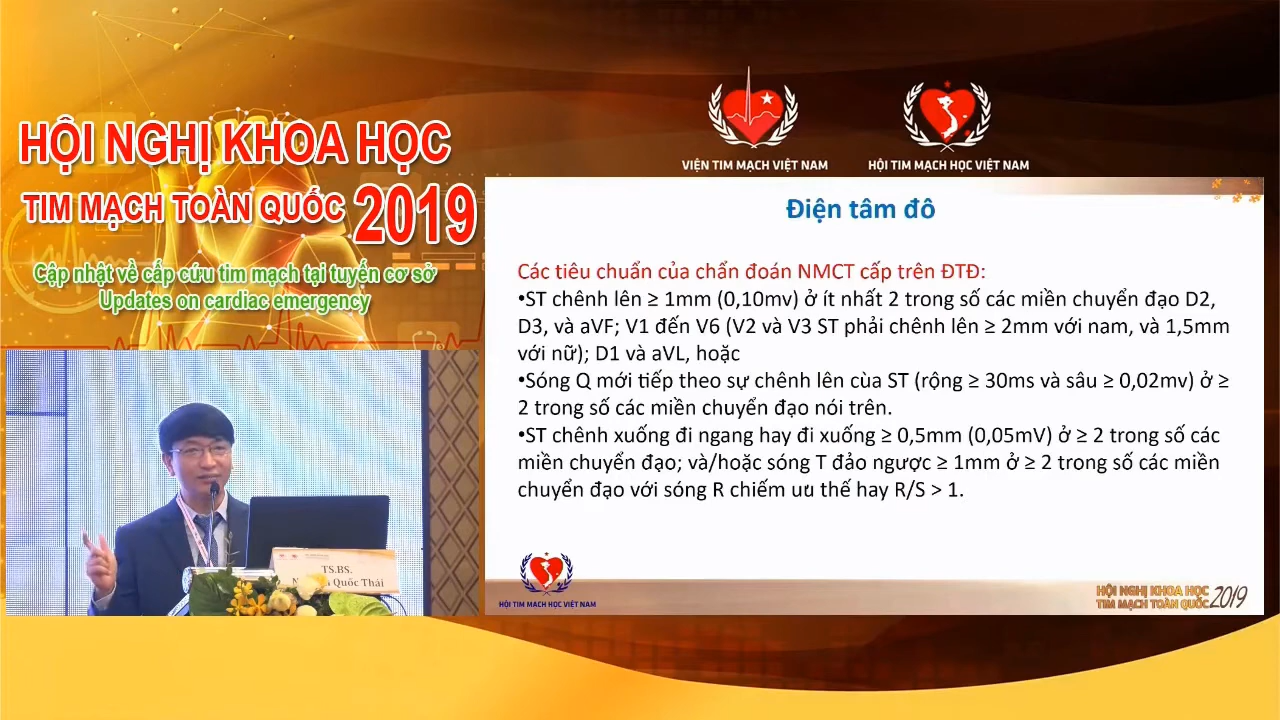 HỘI NGHỊ KHOA HỌC
TIM MẠCH TOÀN QUỐC 2019
Cập nhật về cấp cứu tim mạch tại tuyến cơ sở
Updates on cardiac emergency
VIỆN TIM MẠCH VIỆT NAM
HỘI TIM MẠCH HỌC VIỆT NAM
Điện tâm đồ
Các tiêu chuẩn của chẩn đoán NMCT cấp trên ĐTĐ:
•ST chênh lên ≥ 1mm (0,10mv) ở ít nhất 2 trong số các miền chuyển đạo D2,
D3, và aVF; V1 đến V6 (V2 và V3 ST phải chênh lên ≥ 2mm với nam, và 1,5mm
với nữ); D1 và aVL, hoặc
•Sóng Q mới tiếp theo sự chênh lên cùa ST (rộng ≥ 30ms và sâu ≥ 0,02mv) ở ≥
2 trong số các miền chuyển đạo nói trên.
•ST chênh xuống đi ngang hay đi xuống ≥ 0,5mm (0,05mV) ở ≥ 2 trong số các
miền chuyển đạo; và/hoặc sóng T đảo ngược ≥ 1mm ở ≥ 2 trong số các miền
chuyển đạo với sóng R chiếm ưu thế hay R/S > 1.
TS.BS.
Quốc Thái
HỘI TIM MẠCH HỌC VIỆT NAM
HỘI NGHỊ KHOA HỌC
TIM MẠCH TOÀN QUỐC 2019